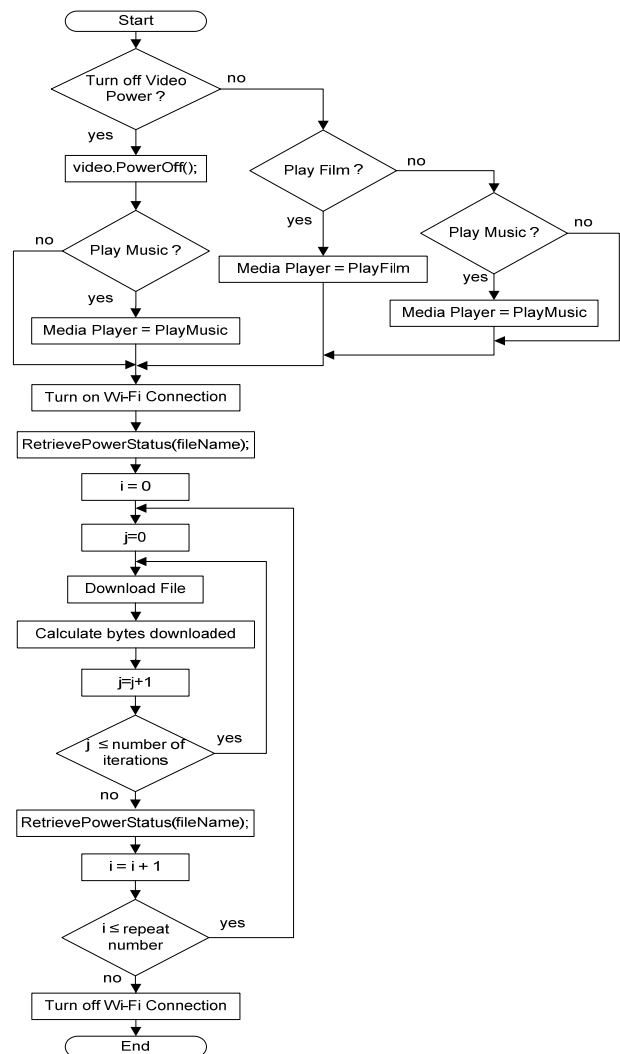 Start
Turn off Video
Power ?
no
yes
video.PowerOff();
Play Film ?
no
yes
Play Music ?
no
yes
Media Player = PlayMusic
Media Player = PlayFilm
Play Music ?
no
yes
Media Player = PlayMusic
Turn on Wi-Fi Connection
RetrievePowerStatus(fileName);
i = 0
j=0
Download File
Calculate bytes downloaded
j=j+1
j ≤ number of
iterations
yes
no
RetrievePowerStatus(fileName);
i = i + 1
i ≤ repeat
number
yes
no
Turn off Wi-Fi Connection
End